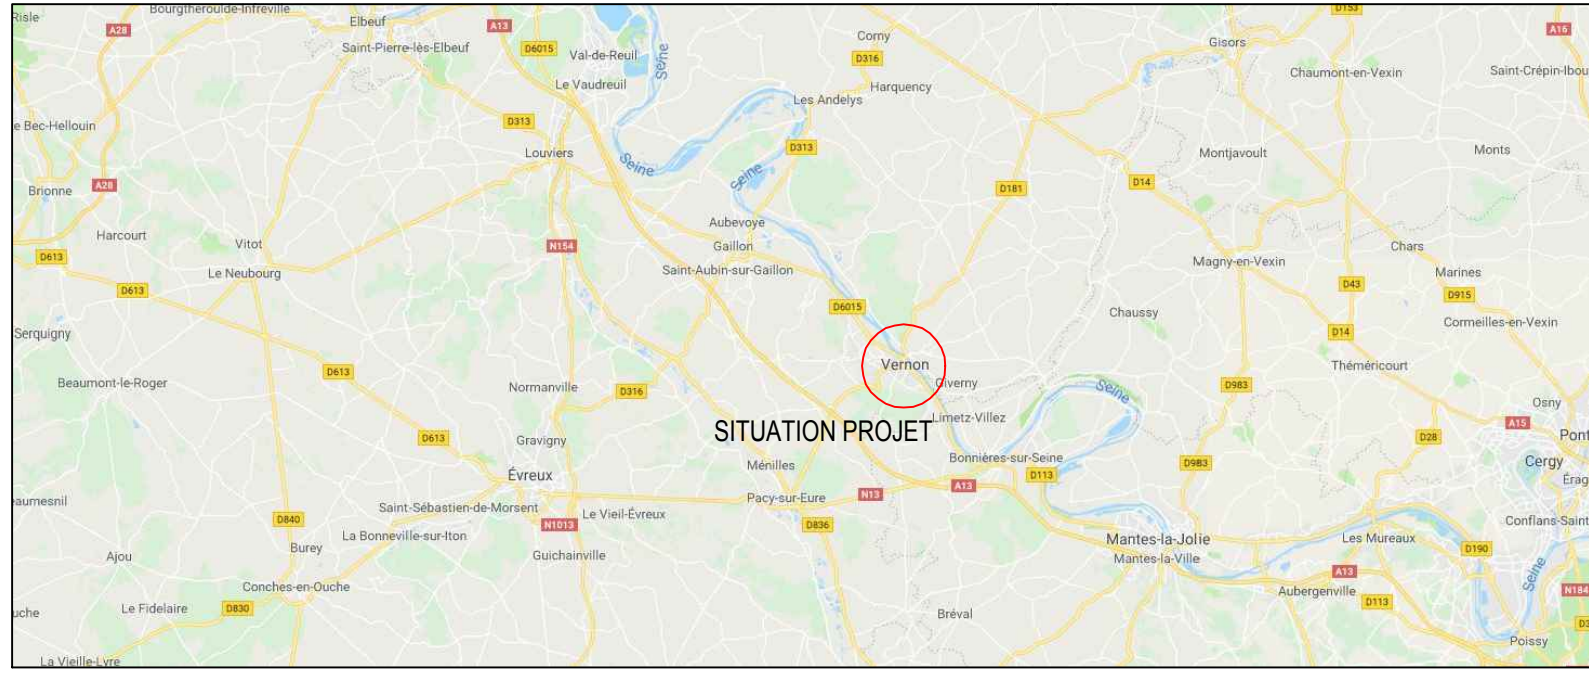 Risle
Bourgtheroulde-Infreville
A28
Elbeuf
A13
Saint-Pierre-lès-Elbeuf
D6015
Val-de-Reuil
Seine
Le Vaudreuil
Corny
D316
Harquency
Les Andelys
Gisors
D153
A16
Chaumont-en-Vexin
Saint-Crépin-Ibou
e Bec-Hellouin
D313
Louviers
Seine
Seine
D313
Montjavoult
Monts
Brionne
A28
D181
D14
Harcourt
Vitot
D613
Le Neubourg
N154
Aubevoye
Gaillon
Saint-Aubin-sur-Gaillon
Chars
Magny-en-Vexin
Marines
D613
D43
D915
D6015
Chaussy
Cormeilles-en-Vexin
Serquigny
D14
Vernon
Théméricourt
D613
Beaumont-le-Roger
Normanville
D316
Giverny
Seine
D983
Osny
SITUATION PROJET
Limetz-Villez
A15
Pont
D613
Gravigny
D28
Bonnières-sur-Seine
Ménilles
Cergy
Évreux
D113
D983
Érag
A13
N13
Pacy-sur-Eure
eaumesnil
Saint-Sébastien-de-Morsent
Le Vieil-Évreux
D840
N1013
D836
Conflans-Saint
La Bonneville-sur-Iton
Mantes-la-Jolie
Les Mureaux
Burey
D190
Ajou
Guichainville
Mantes-la-Ville
A13
Seine
Conches-en-Ouche
Aubergenville
N184
D113
uche
Le Fidelaire
D830
Bréval
D3
Poissy
La Vieille-Lyre